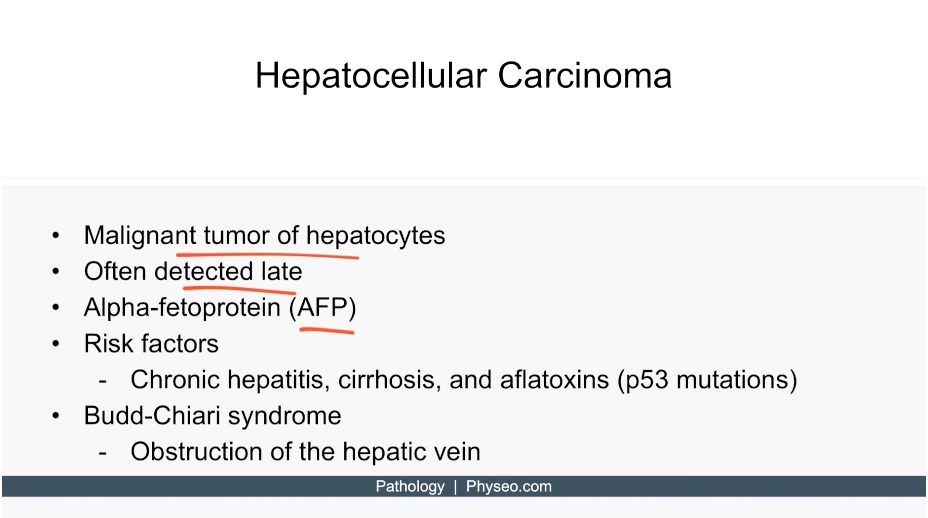 Hepatocellular Carcinoma
• Malignant tumor of hepatocytes
• Often detected late
• Alpha-fetoprotein (AFP)
• Risk factors
- Chronic hepatitis, cirrhosis, and aflatoxins (p53 mutations)
• Budd-Chiari syndrome
- Obstruction of the hepatic vein
Pathology | Physeo.com